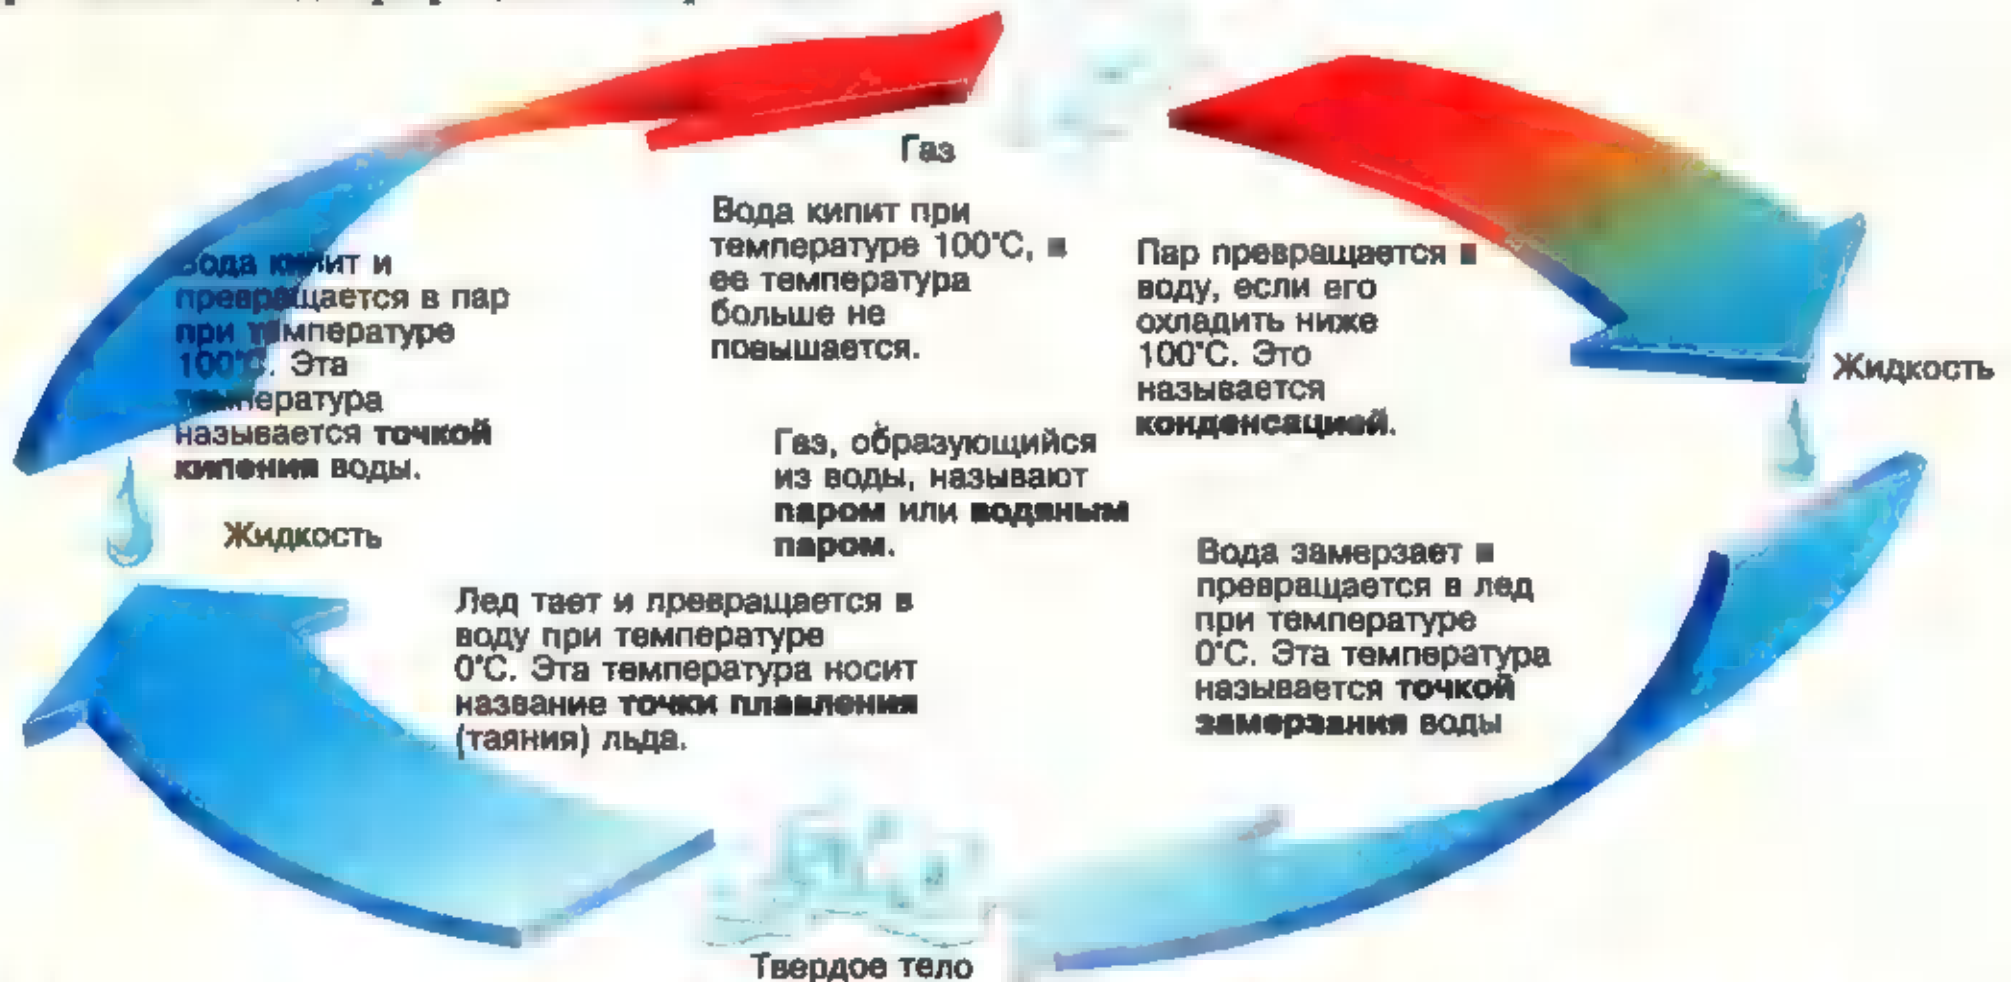 Газ
Вода кипит и
превращается в пар
при температуре
100°C. Эта
температура
называется точкой
кипения воды.
Вода кипит при
температуре 100°C, и
ее температура
больше не
повышается.
Пар превращается в
воду, если его
охладить ниже
100°C. Это
называется
конденсацией.
Жидкость
Газ, образующийся
из воды, называют
паром или водяным
паром.
Жидкость
Лед тает и превращается в
воду при температуре
0°C. Эта температура носит
название точки плавления
(таяния) льда.
Вода замерзает и
превращается в лед
при температуре
0°C. Эта температура
называется точкой
замерзания воды
Твердое тело